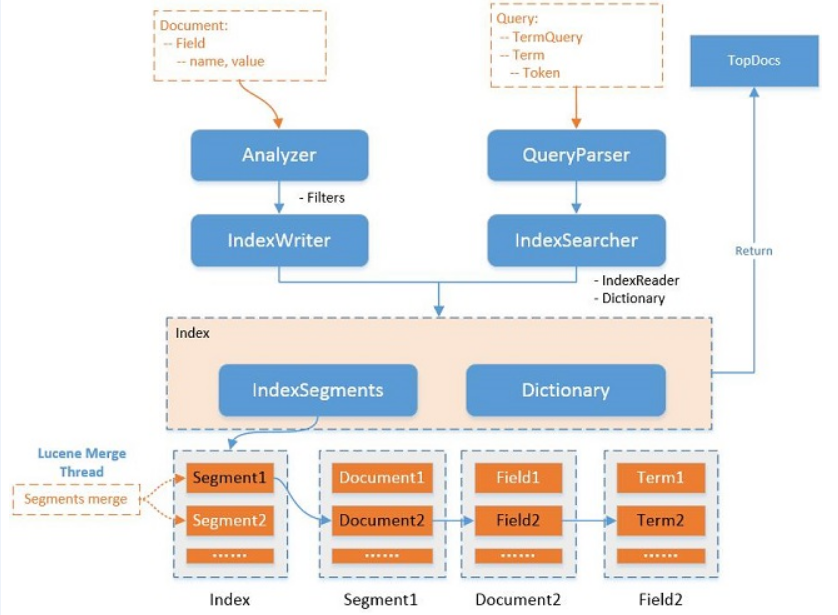 Document:
-- Field
-- name, value
Query:
-- TermQuery
-- Term
-- Token
TopDocs
Analyzer
QueryParser
- Filters
IndexWriter
IndexSearcher
Return
- IndexReader
- Dictionary
Index
IndexSegments
Dictionary
Lucene Merge
Thread
Segments merge
Segment1
Document1
Field1
Term1
Segment2
Document2
Field2
Term2
......
......
......
......
Index
Segment1
Document2
Field2